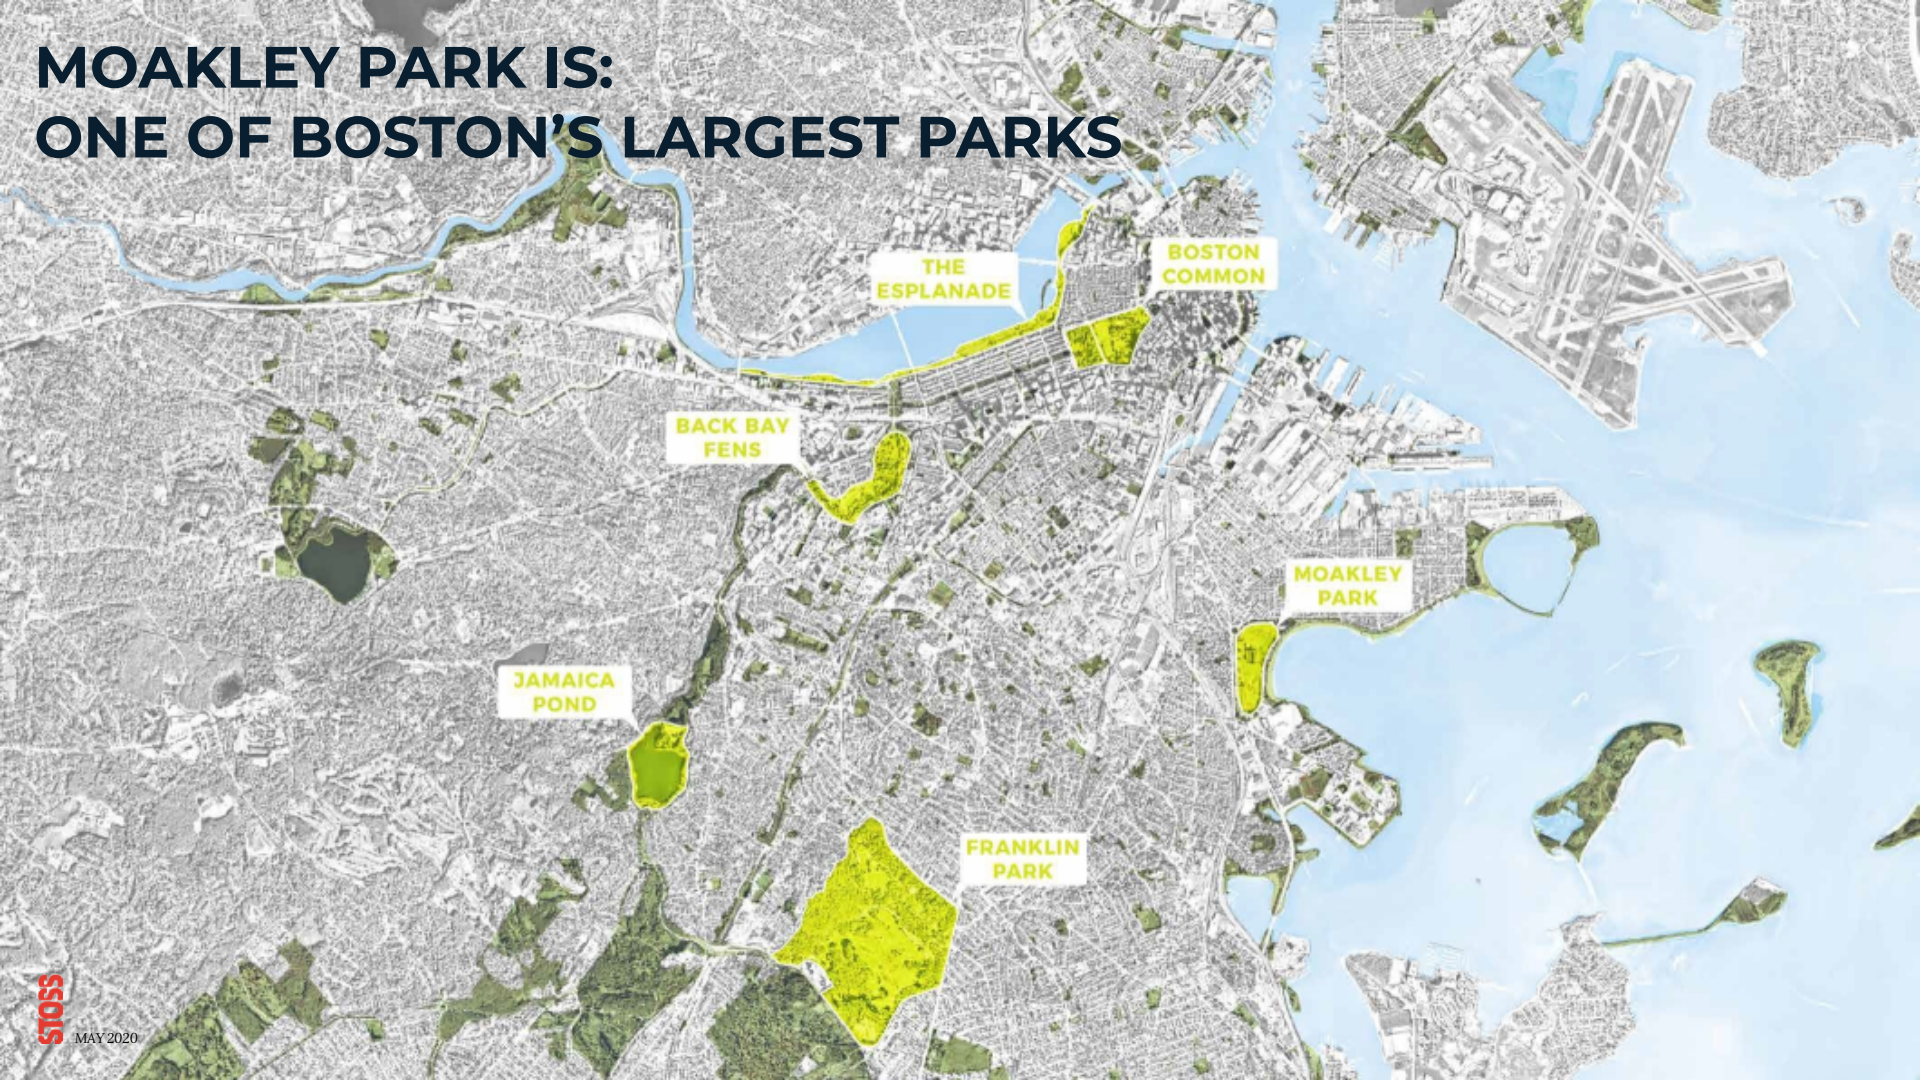 MOAKLEY PARK IS:
ONE OF BOSTON’S LARGEST PARKS
THE
ESPLANADE
BOSTON
COMMON
BACK BAY
FENS
MOAKLEY
PARK
JAMAICA
POND
FRANKLIN
PARK
STOSS
MAY 2020